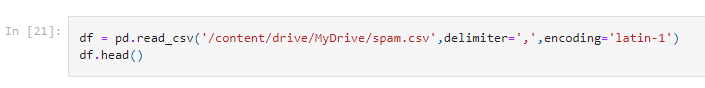 In [21]:
df = pd.read_csv('/content/drive/MyDrive/spam.csv',delimiter=',',encoding='latin-1')
df.head()